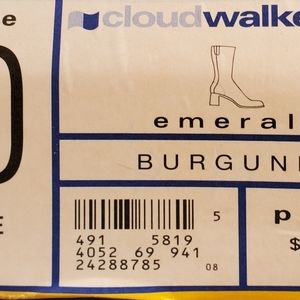 e
cloudwalke
0
emeral
BURGUN
E
491 5819 5
4052 69 941
24288785 08
p
$